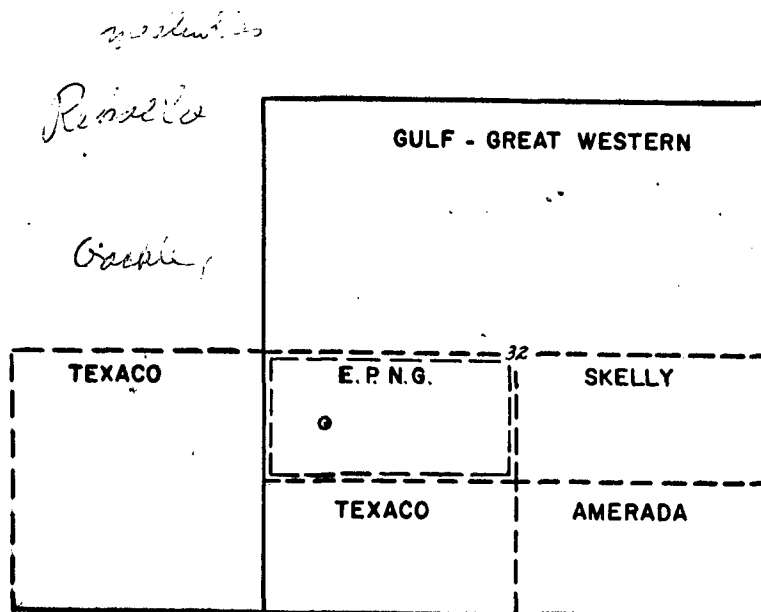 GULF - GREAT WESTERN
32
TEXACO
E. P. N. G.
SKELLY
TEXACO
AMERADA